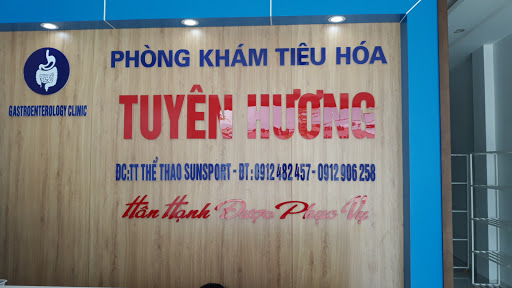 PHÒNG KHÁM TIÊU HÓA
GASTROENTEROLOGY CLINIC
TUYÊN HƯƠNG
ĐC:TT THỂ THAO SUNSPORT - ĐT: 0912 482 457 - 0912 906 258
Hân Hạnh Được Phục Vụ